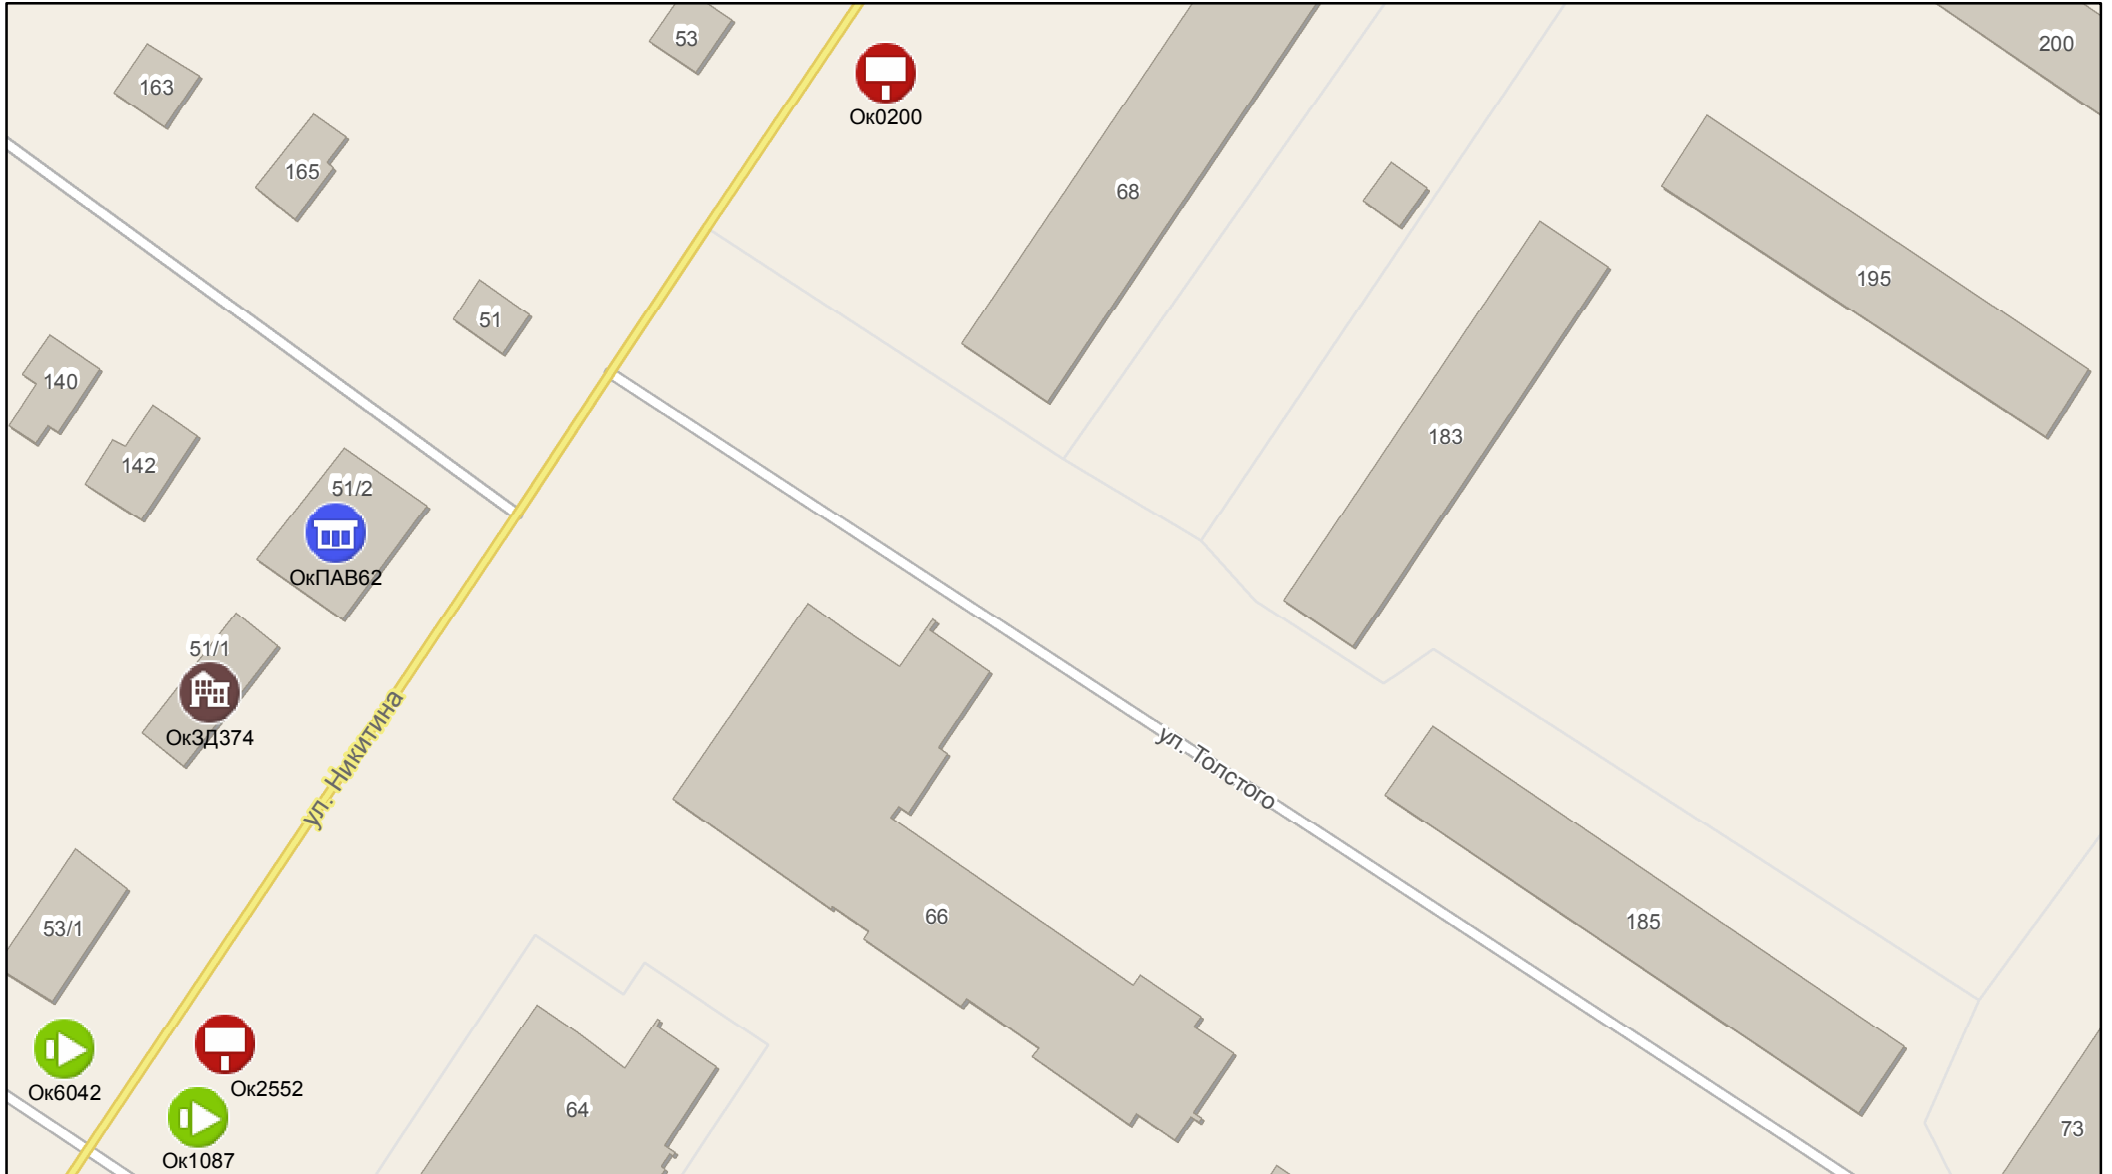 53
200
163
Ок0200
165
68
195
51
140
183
142
51/2
ОкПАВ62
51/1
ОкЗД374
ул. Никитина
ул. Толстого
66
185
53/1
Ок6042
Ок2552
64
73
Ок1087